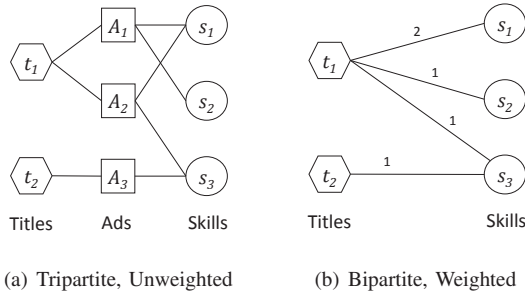 A1 s1
t1
A2 s2
t2 A3 s3
Titles Ads Skills
(a) Tripartite, Unweighted
s1
2
t1
1
s2
1
t2 1 s3
Titles Skills
(b) Bipartite, Weighted